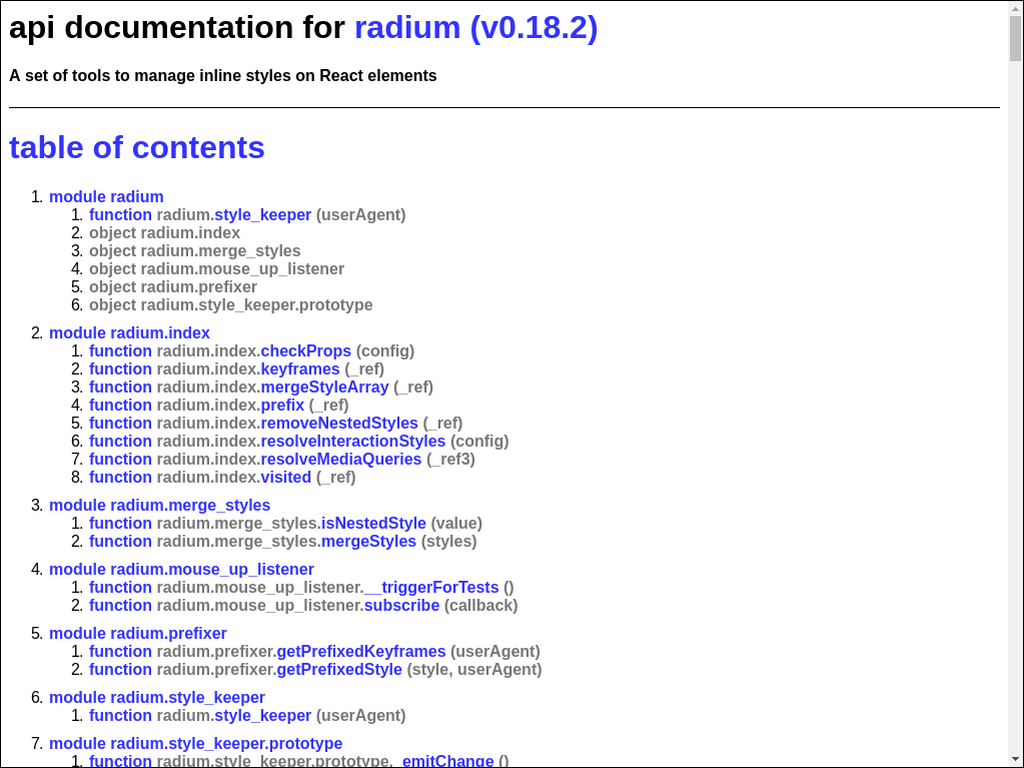 api documentation for radium (v0.18.2)
A set of tools to manage inline styles on React elements
table of contents
1. module radium
1. function radium.style_keeper (userAgent)
2. object radium.index
3. object radium.merge_styles
4. object radium.mouse_up_listener
5. object radium.prefixer
6. object radium.style_keeper.prototype
2. module radium.index
1. function radium.index.checkProps (config)
2. function radium.index.keyframes (_ref)
3. function radium.index.mergeStyleArray (_ref)
4. function radium.index.prefix (_ref)
5. function radium.index.removeNestedStyles (_ref)
6. function radium.index.resolveInteractionStyles (config)
7. function radium.index.resolveMediaQueries (_ref3)
8. function radium.index.visited (_ref)
3. module radium.merge_styles
1. function radium.merge_styles.isNestedStyle (value)
2. function radium.merge_styles.mergeStyles (styles)
4. module radium.mouse_up_listener
1. function radium.mouse_up_listener.__triggerForTests ()
2. function radium.mouse_up_listener.subscribe (callback)
5. module radium.prefixer
1. function radium.prefixer.getPrefixedKeyframes (userAgent)
2. function radium.prefixer.getPrefixedStyle (style, userAgent)
6. module radium.style_keeper
1. function radium.style_keeper (userAgent)
7. module radium.style_keeper.prototype
1. function radium.style_keeper.prototype._emitChange ()